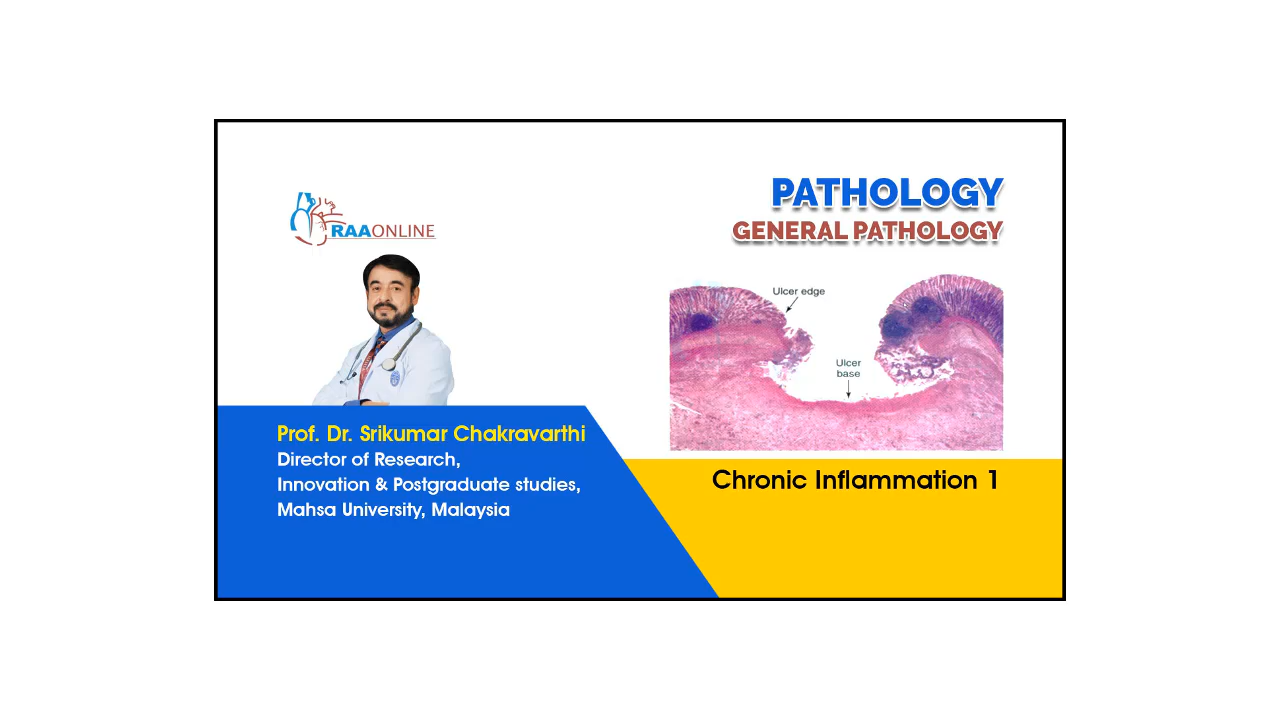 RAAONLINE
Prof. Dr. Srikumar Chakravarthi
Director of Research,
Innovation & Postgraduate studies,
Mahsa University, Malaysia
PATHOLOGY
GENERAL PATHOLOGY
Ulcer edge
Ulcer
base
Chronic Inflammation 1